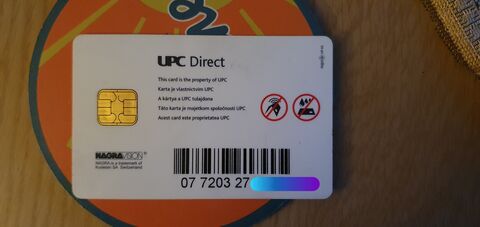 UPC Direct
This card is the property of UPC
Karta je vlastnictvím UPC
A kártya a UPC tulajdona
Táto karta je majetkom spoločnosti UPC
Acest card este proprietatea UPC
NAGRAVISION®
NAGRA is a trademark of
Kudelski SA Switzerland
07 7203 27